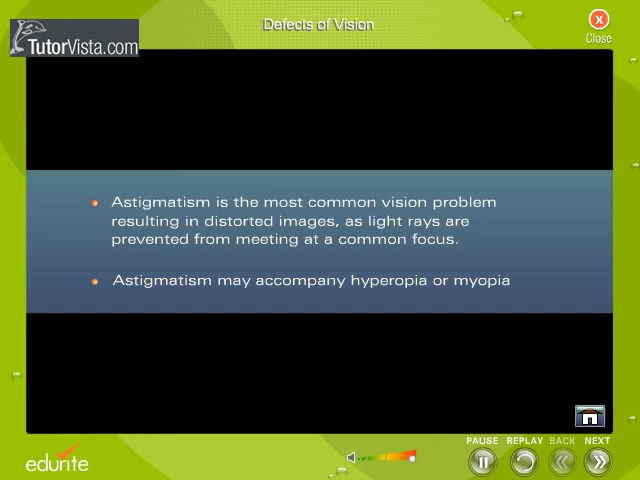 Defects of Vision
TutorVista.com
Close
Astigmatism is the most common vision problem
resulting in distorted images, as light rays are
prevented from meeting at a common focus.
Astigmatism may accompany hyperopia or myopia
PAUSE REPLAY BACK NEXT
edurite